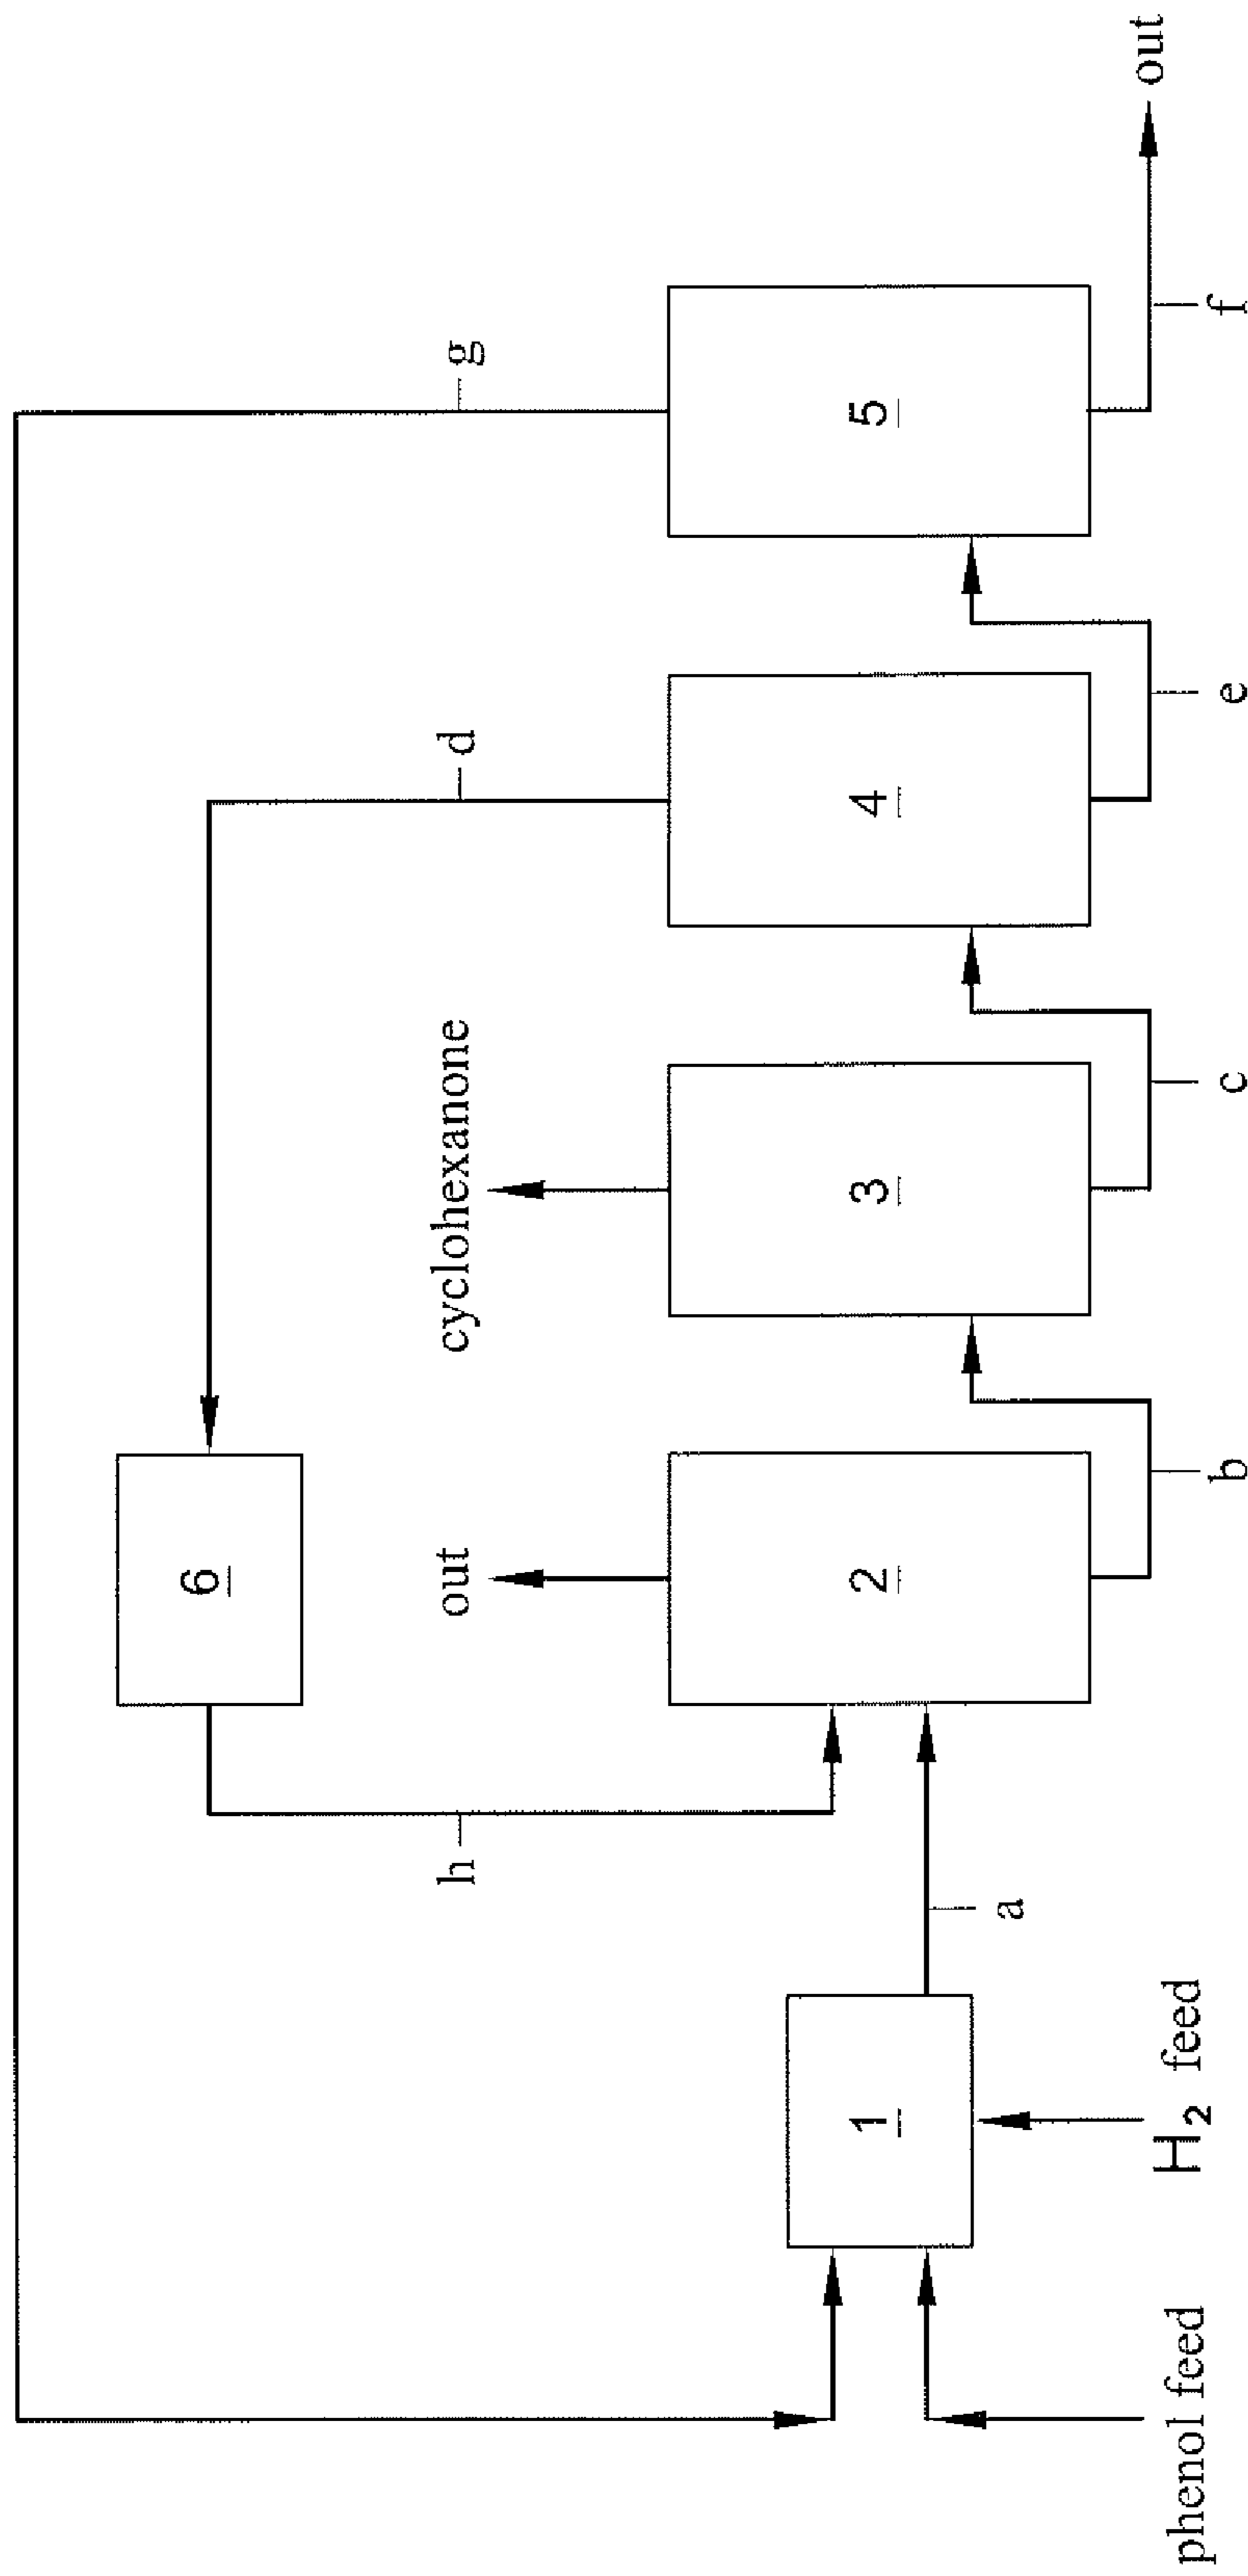 g
d
6
h
out
cyclohexanone
1
2
3
4
5
a
out
phenol feed
H₂ feed
b
c
e
f